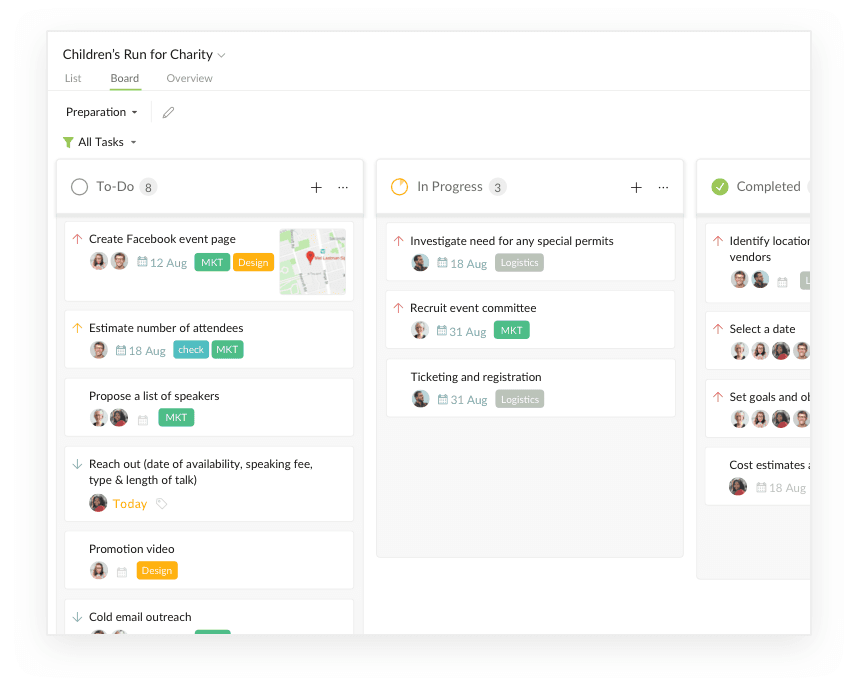 Children's Run for Charity
List Board Overview
Preparation
All Tasks
To-Do 8
Create Facebook event page
12 Aug MKT Design
Estimate number of attendees
18 Aug check MKT
Propose a list of speakers
MKT
Reach out (date of availability, speaking fee,
type & length of talk)
Today
Promotion video
Design
Cold email outreach
In Progress 3
Investigate need for any special permits
18 Aug Logistics
Recruit event committee
31 Aug MKT
Ticketing and registration
31 Aug Logistics
Completed
Identify location
vendors
L
Select a date
Set goals and ob
Cost estimates a
18 Aug